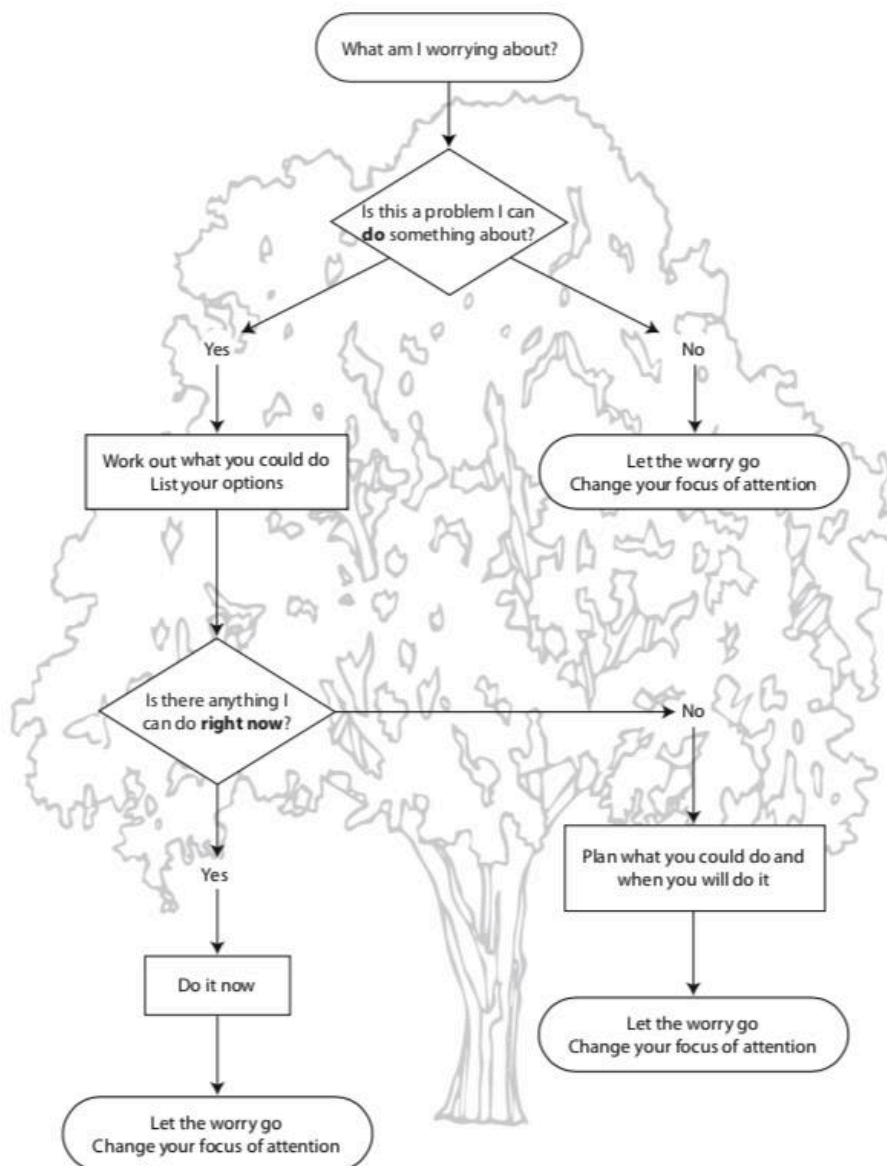 What am I worrying about?
Is this a problem I can
do something about?
Yes
No
Work out what you could do
List your options
Let the worry go
Change your focus of attention
Is there anything I
can do right now?
No
Yes
Plan what you could do and
when you will do it
Do it now
Let the worry go
Change your focus of attention
Let the worry go
Change your focus of attention